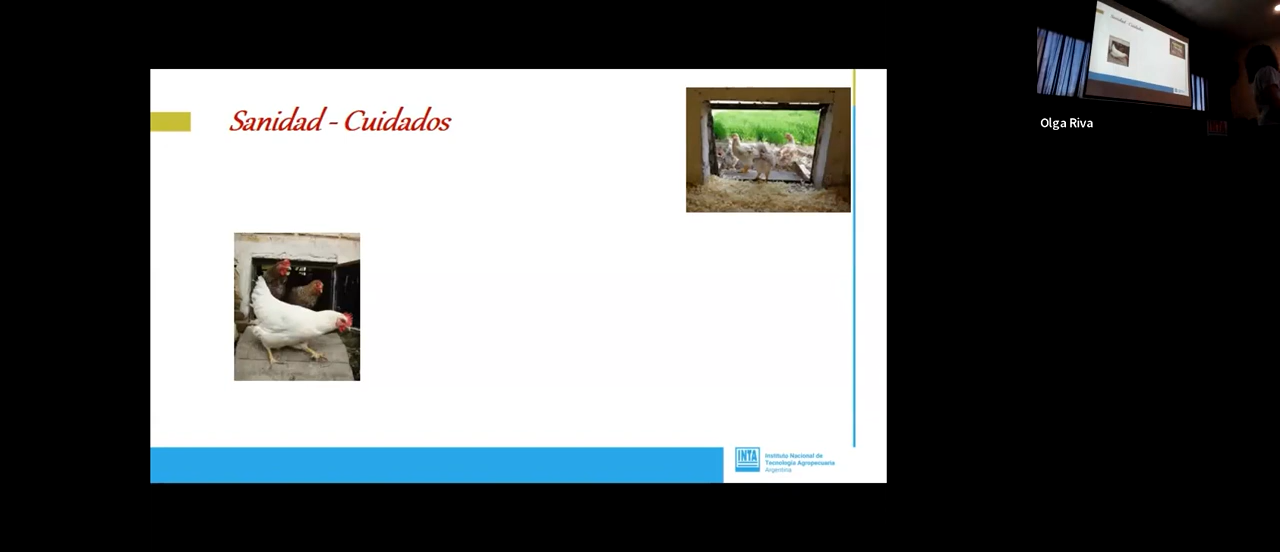 Sanidad - Cuidados
Olga Riva
INTA
Instituto Nacional de
Tecnología Agropecuaria
Argentina